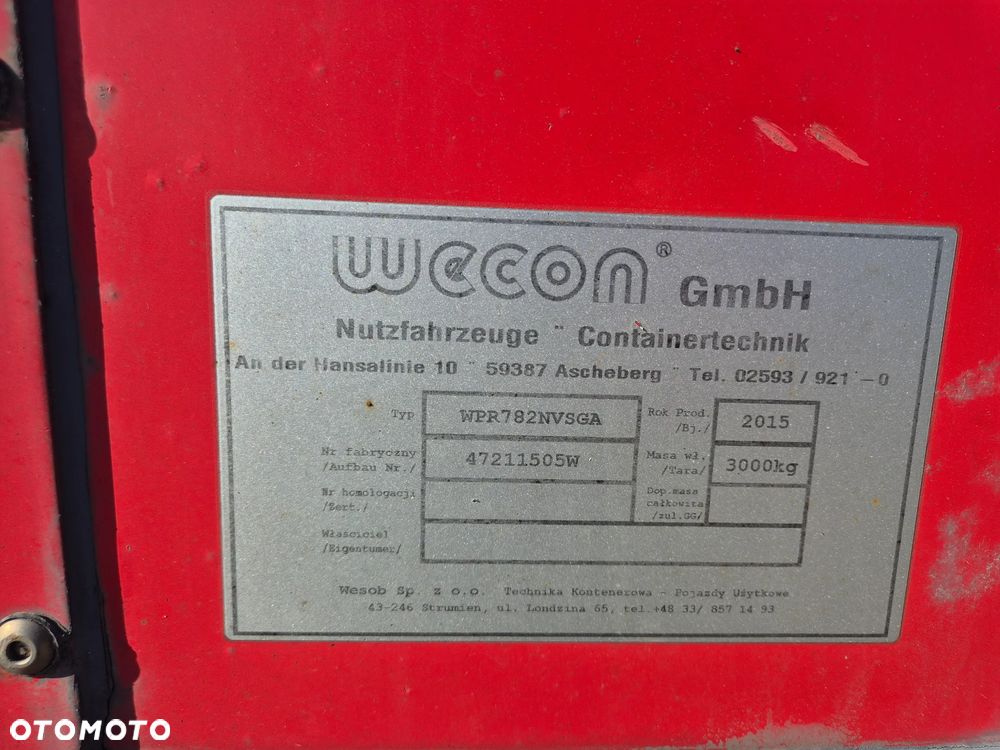 wecon® GmbH
Nutzfahrzeuge ¨ Containertechnik
An der Hansalinie 10 ¨ 59387 Ascheberg ¨ Tel. 02593 / 921 -0
Typ WPR782NVSGA Rok Prod. /Bj./ 2015
Nr fabryczny /Aufbau Nr./ 47211505W Masa wł. /Tara/ 3000kg
Nr homologacji /Zert./ Dop.masa całkowita /zul.GG/
Właściciel /Eigentumer/
Wesob Sp. z o.o. Technika Kontenerowa - Pojazdy Użytkowe
43-246 Strumien, ul. Londzina 65, tel.+48 33/ 857 14 93
OTOMOTO